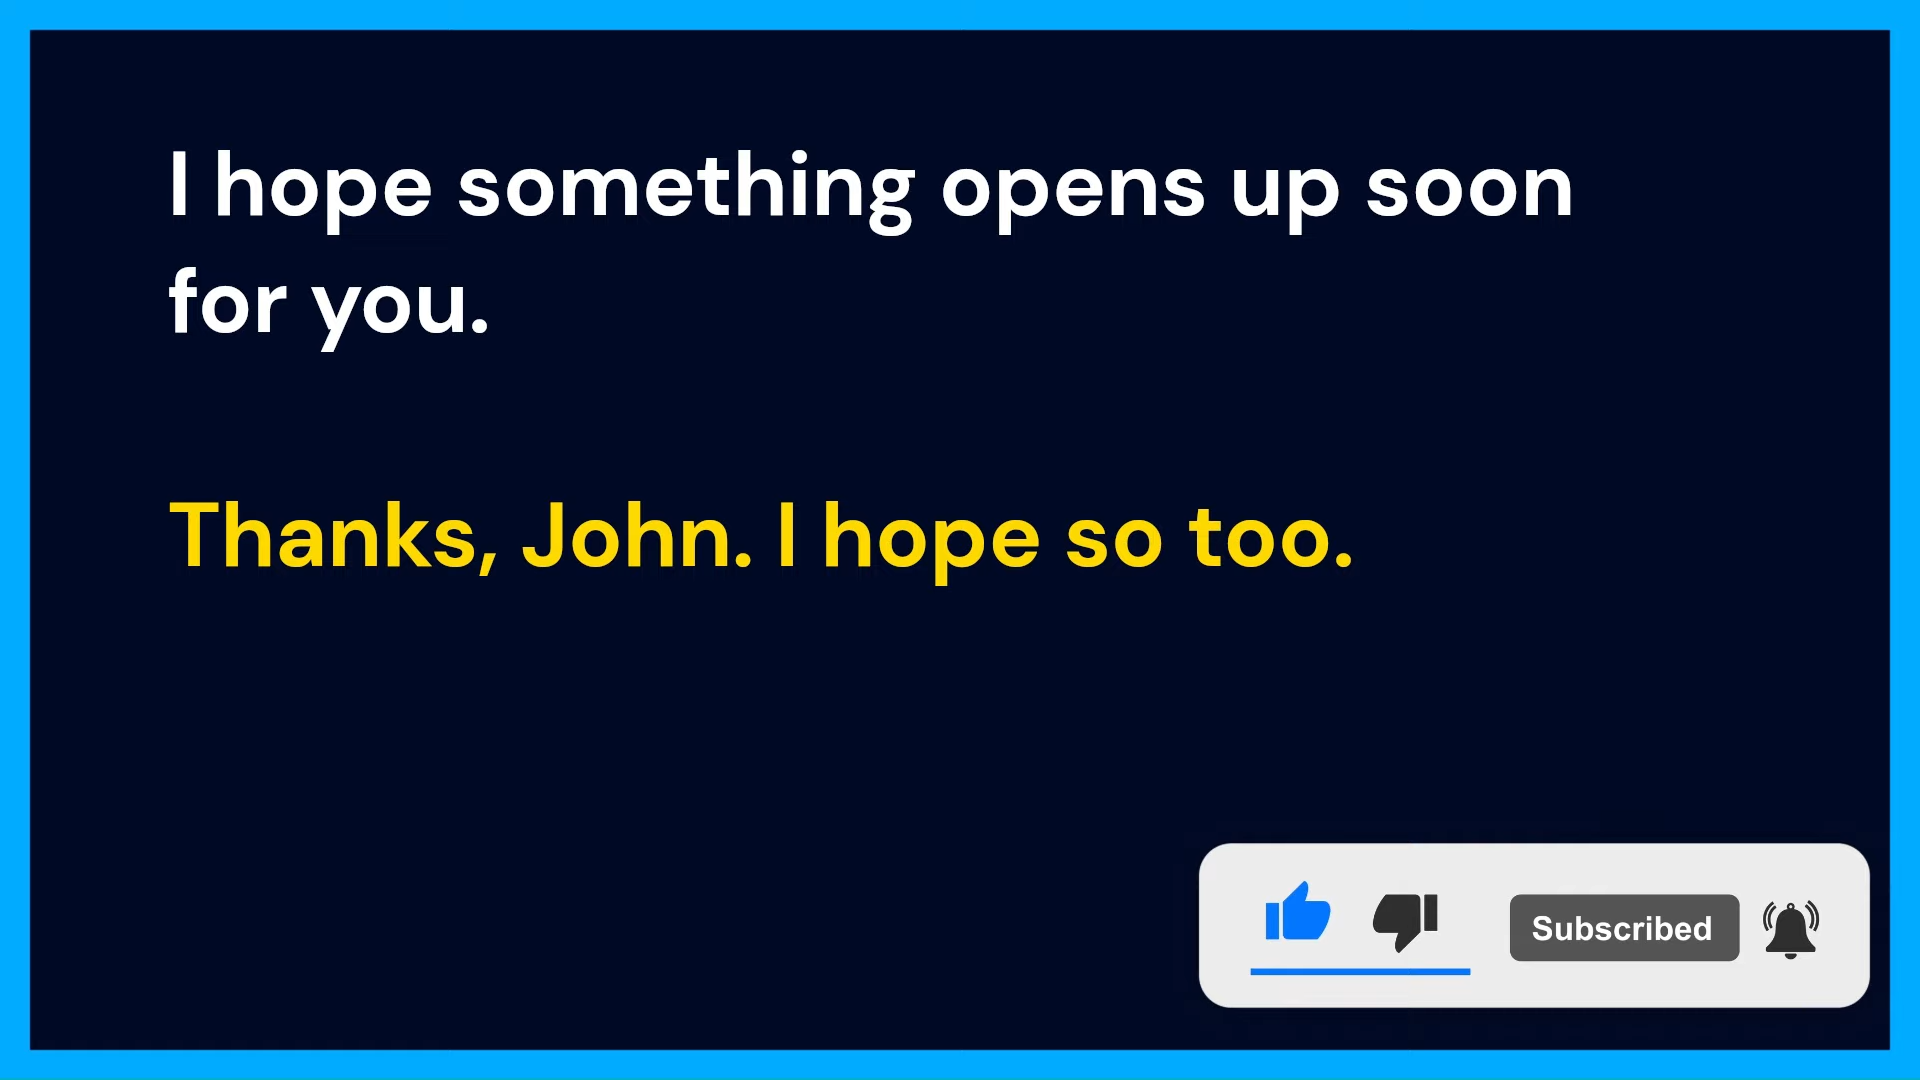 I hope something opens up soon
for you.
Thanks, John. I hope so too.
Subscribed